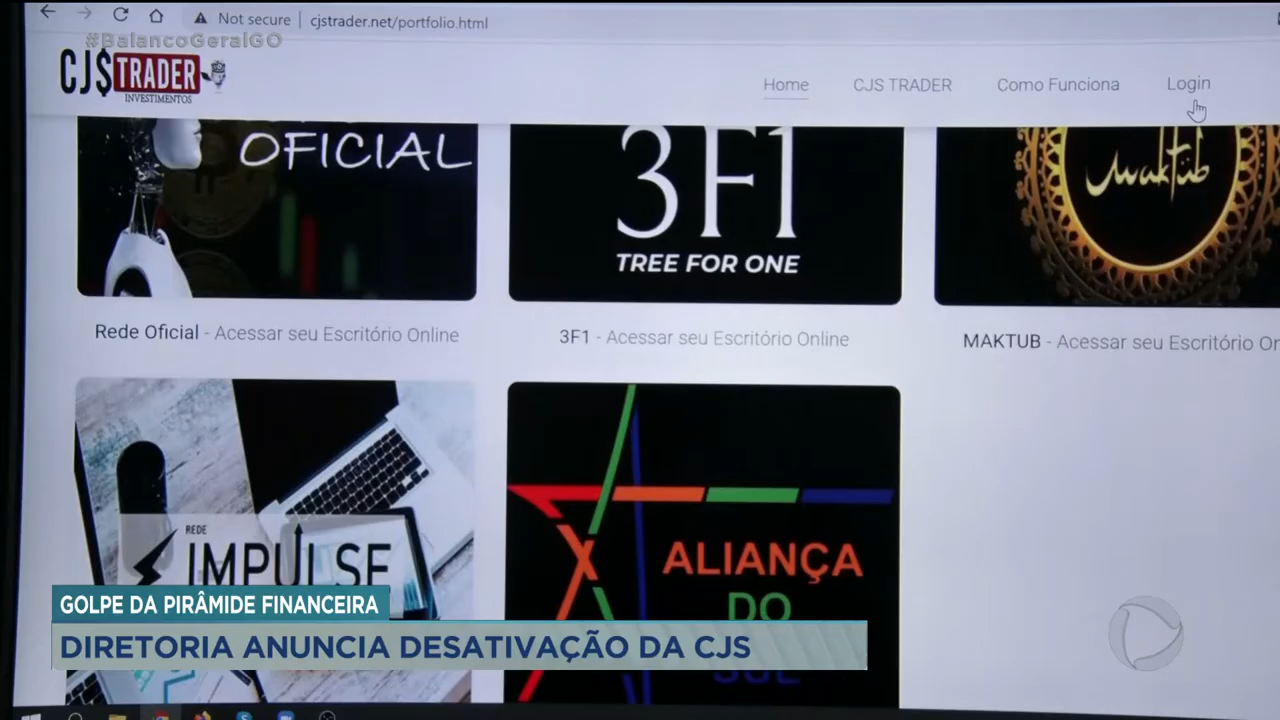 Not secure
cjstrader.net/portfolio.html
#BalancoGeralGO
CJ$ TRADER
INVESTIMENTOS
Home
CJS TRADER
Como Funciona
Login
OFICIAL
3F1
TREE FOR ONE
Maktub
Rede Oficial - Acessar seu Escritório Online
3F1 - Acessar seu Escritório Online
MAKTUB - Acessar seu Escritório On
REDE
IMPULSE
ALIANÇA
DO
SUL
GOLPE DA PIRÂMIDE FINANCEIRA
DIRETORIA ANUNCIA DESATIVAÇÃO DA CJS